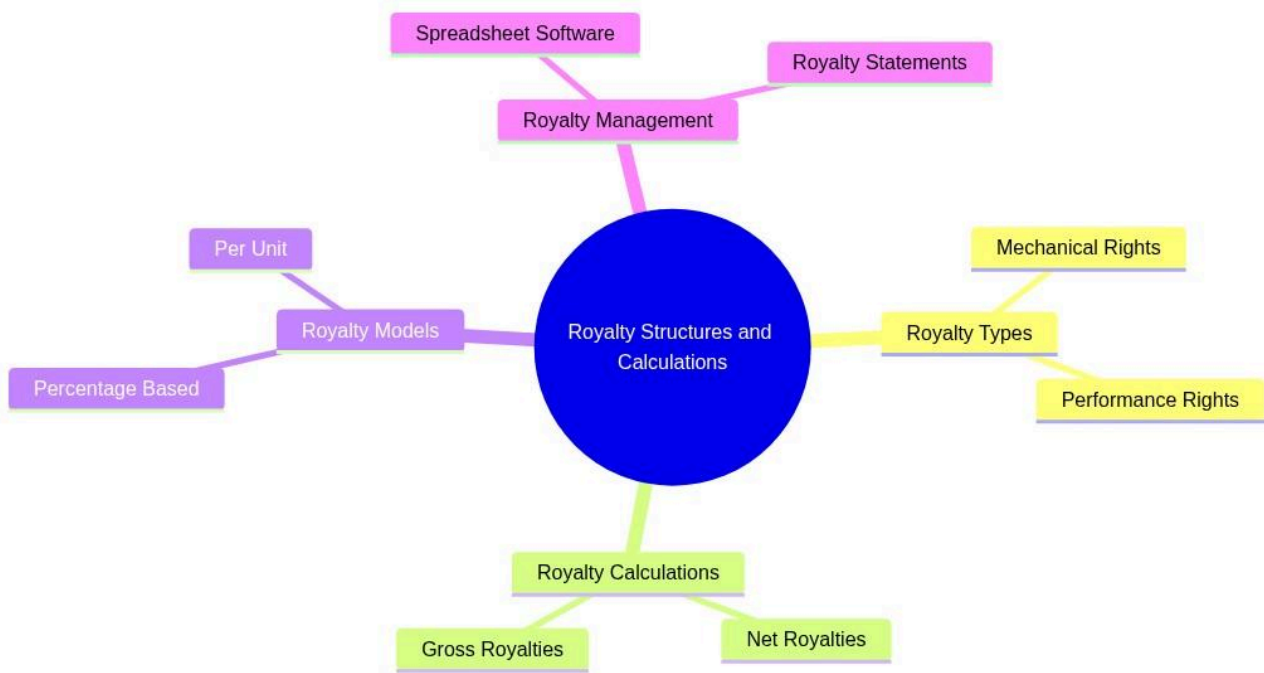 Spreadsheet Software
Royalty Statements
Royalty Management
Per Unit
Mechanical Rights
Royalty Models
Royalty Structures and
Calculations
Royalty Types
Percentage Based
Performance Rights
Royalty Calculations
Gross Royalties
Net Royalties